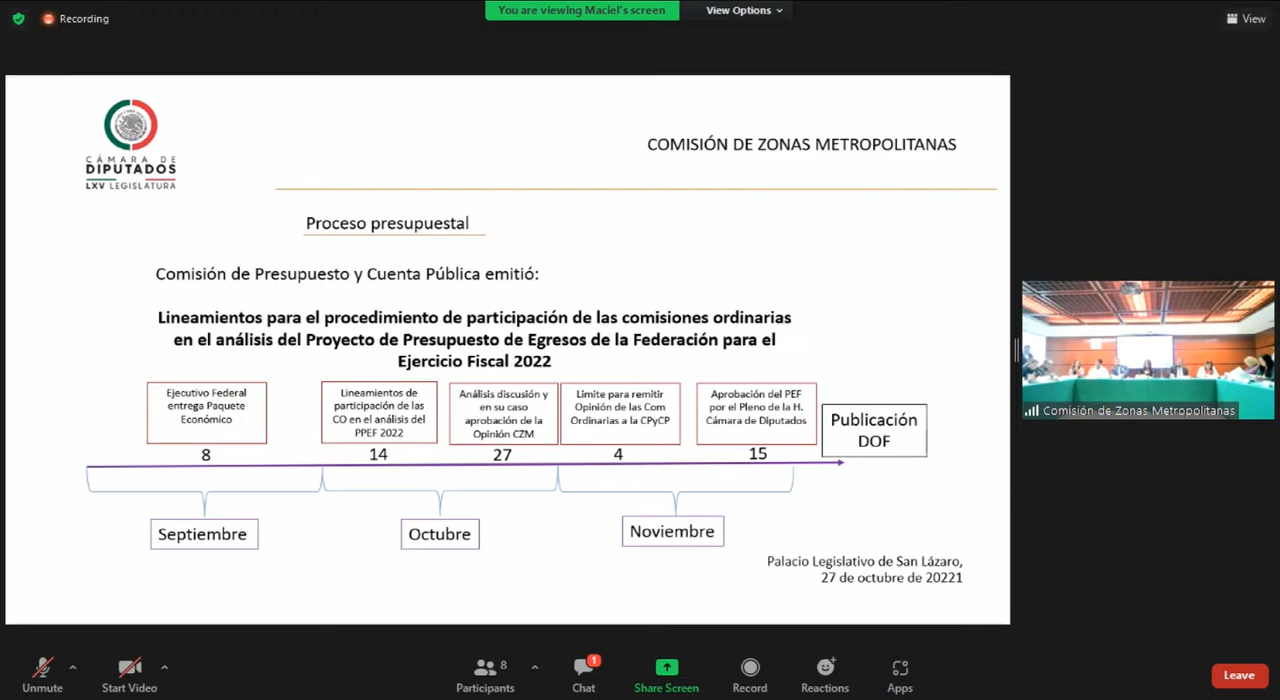 Recording
You are viewing Maciel's screen
View Options
View
CÁMARA DE
DIPUTADOS
LXV LEGISLATURA
COMISIÓN DE ZONAS METROPOLITANAS
Proceso presupuestal
Comisión de Presupuesto y Cuenta Pública emitió:
Lineamientos para el procedimiento de participación de las comisiones ordinarias
en el análisis del Proyecto de Presupuesto de Egresos de la Federación para el
Ejercicio Fiscal 2022
Ejecutivo Federal
entrega Paquete
Económico
8
Lineamientos de
participación de las
CO en el análisis del
PPEF 2022
14
Análisis discusión y
en su caso
aprobación de la
Opinión CZM
27
Limite para remitir
Opinión de las Com
Ordinarias a la CPyCP
4
Aprobación del PEF
por el Pleno de la H.
Cámara de Diputados
15
Publicación
DOF
Septiembre
Octubre
Noviembre
Palacio Legislativo de San Lázaro,
27 de octubre de 20221
Comisión de Zonas Metropolitanas
Unmute
Start Video
8
Participants
1
Chat
Share Screen
Record
Reactions
Apps
Leave